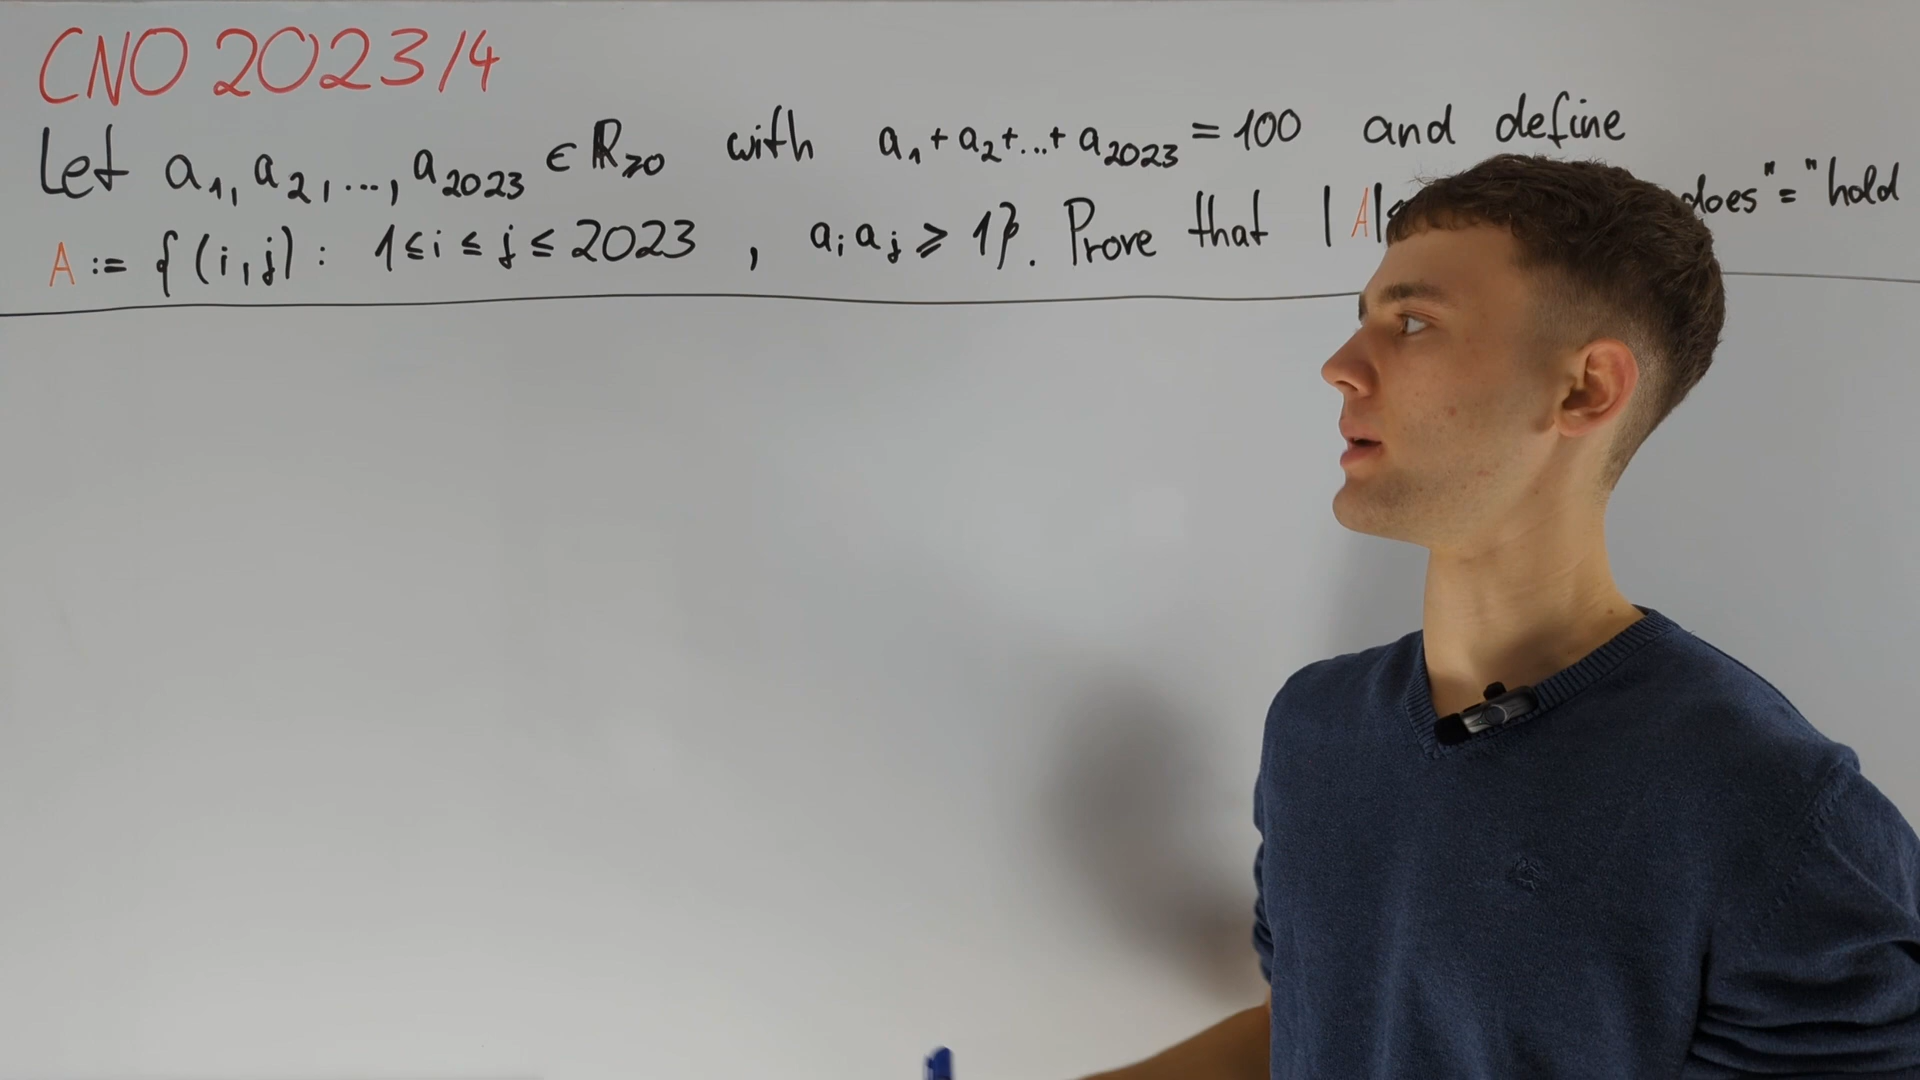 CNO 2023/4
Let a₁, a₂, ..., a₂₀₂₃ ∈ ℝ≥0 with a₁ + a₂ + ... + a₂₀₂₃ = 100 and define
A := {(i,j) : 1 ≤ i ≤ j ≤ 2023 , aᵢaⱼ ≥ 1}. Prove that |A| does "=" hold